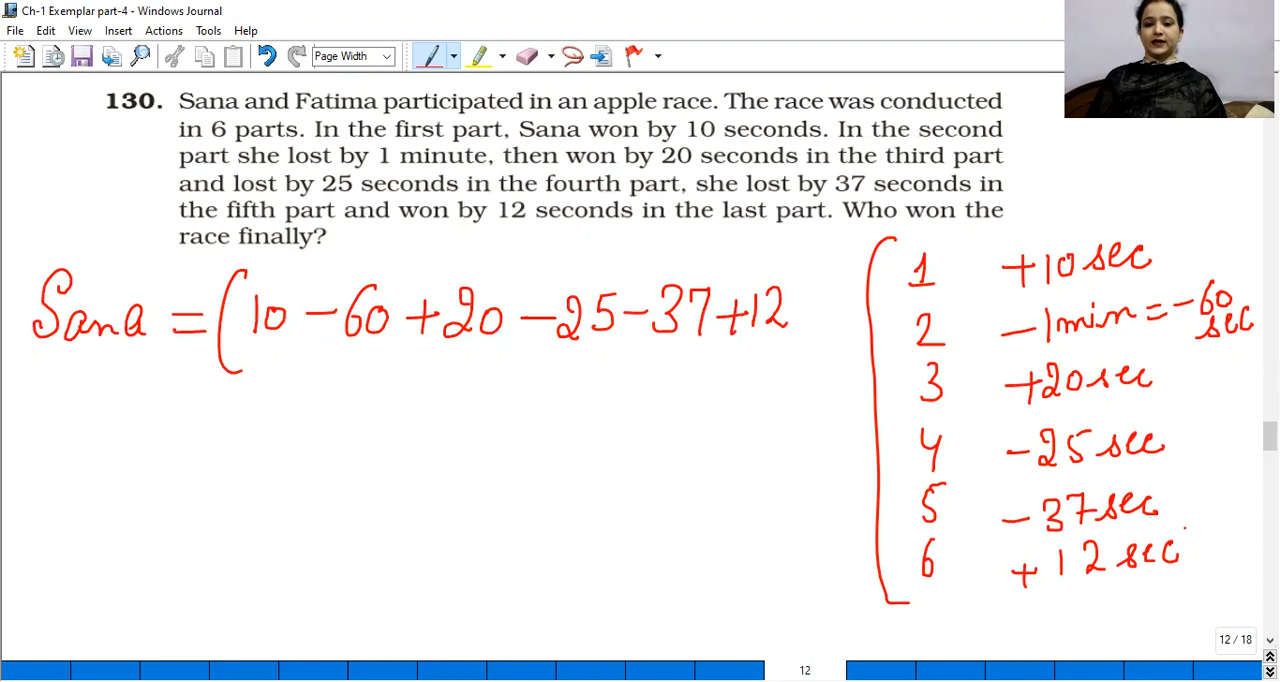 Ch-1 Exemplar part-4 - Windows Journal
File Edit View Insert Actions Tools Help
Page Width
130. Sana and Fatima participated in an apple race. The race was conducted
in 6 parts. In the first part, Sana won by 10 seconds. In the second
part she lost by 1 minute, then won by 20 seconds in the third part
and lost by 25 seconds in the fourth part, she lost by 37 seconds in
the fifth part and won by 12 seconds in the last part. Who won the
race finally?
Sana = (10 - 60 + 20 - 25 - 37 + 12
1 +10 sec
2 - 1 min = - 60 sec
3 +20 sec
4 - 25 sec
5 - 37 sec
6 + 12 sec
12 / 18
12